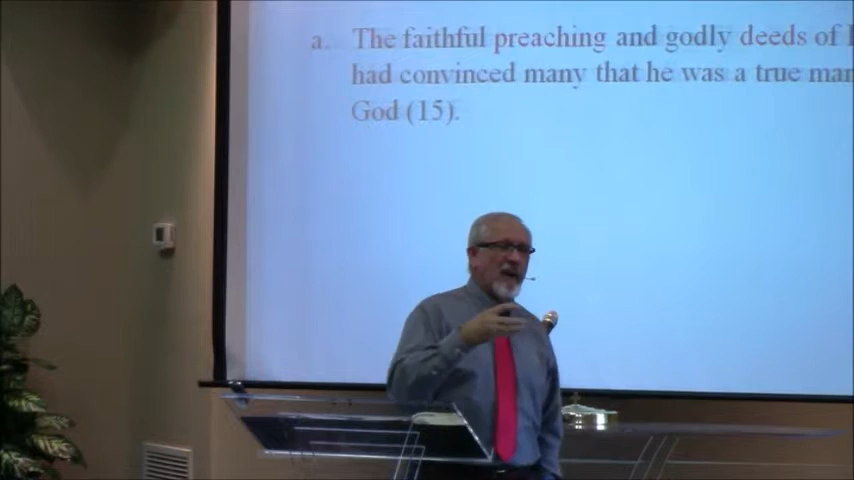 a. The faithful preaching and godly deeds of
had convinced many that he was a true man
God (15).